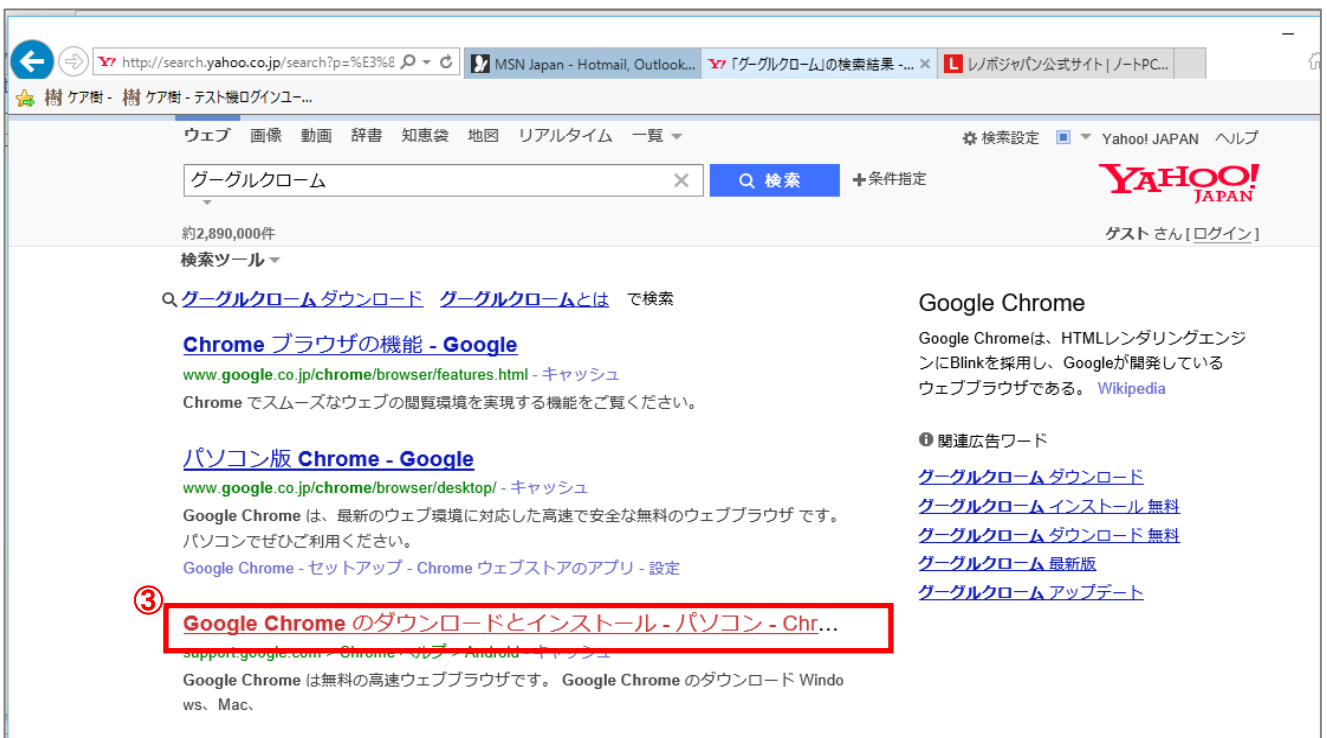 http://search.yahoo.co.jp/search?p=%E3%8
MSN Japan - Hotmail, Outlook...
「グーグルクローム」の検索結果 -...
レノボジャパン公式サイト | ノートPC...
樹 ケア樹 - 樹 ケア樹 - テスト機ログインユー...
ウェブ 画像 動画 辞書 知恵袋 地図 リアルタイム 一覧
検索設定 Yahoo! JAPAN ヘルプ
グーグルクローム
検索
+条件指定
YAHOO!
JAPAN
約2,890,000件
ゲスト さん [ ログイン ]
検索ツール
グーグルクローム ダウンロード グーグルクロームとは で検索
Chrome ブラウザの機能 - Google
www.google.co.jp/chrome/browser/features.html - キャッシュ
Chrome でスムーズなウェブの閲覧環境を実現する機能をご覧ください。
パソコン版 Chrome - Google
www.google.co.jp/chrome/browser/desktop/ - キャッシュ
Google Chrome は、最新のウェブ環境に対応した高速で安全な無料のウェブブラウザ です。
パソコンでぜひご利用ください。
Google Chrome - セットアップ - Chrome ウェブストアのアプリ - 設定
③
Google Chrome のダウンロードとインストール - パソコン - Chr...
support.google.com > Chrome ヘルプ > Android - キャッシュ
Google Chrome は無料の高速ウェブブラウザです。 Google Chrome のダウンロード Windo
ws、Mac、
Google Chrome
Google Chromeは、HTMLレンダリングエンジ
ンにBlinkを採用し、Googleが開発している
ウェブブラウザである。 Wikipedia
関連広告ワード
グーグルクローム ダウンロード
グーグルクローム インストール 無料
グーグルクローム ダウンロード 無料
グーグルクローム 最新版
グーグルクローム アップデート